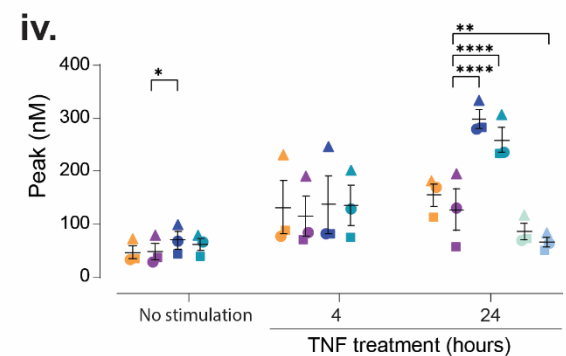 iv.
**
****
****
*
400
300
200
100
0
Peak (nM)
No stimulation
4
24
TNF treatment (hours)